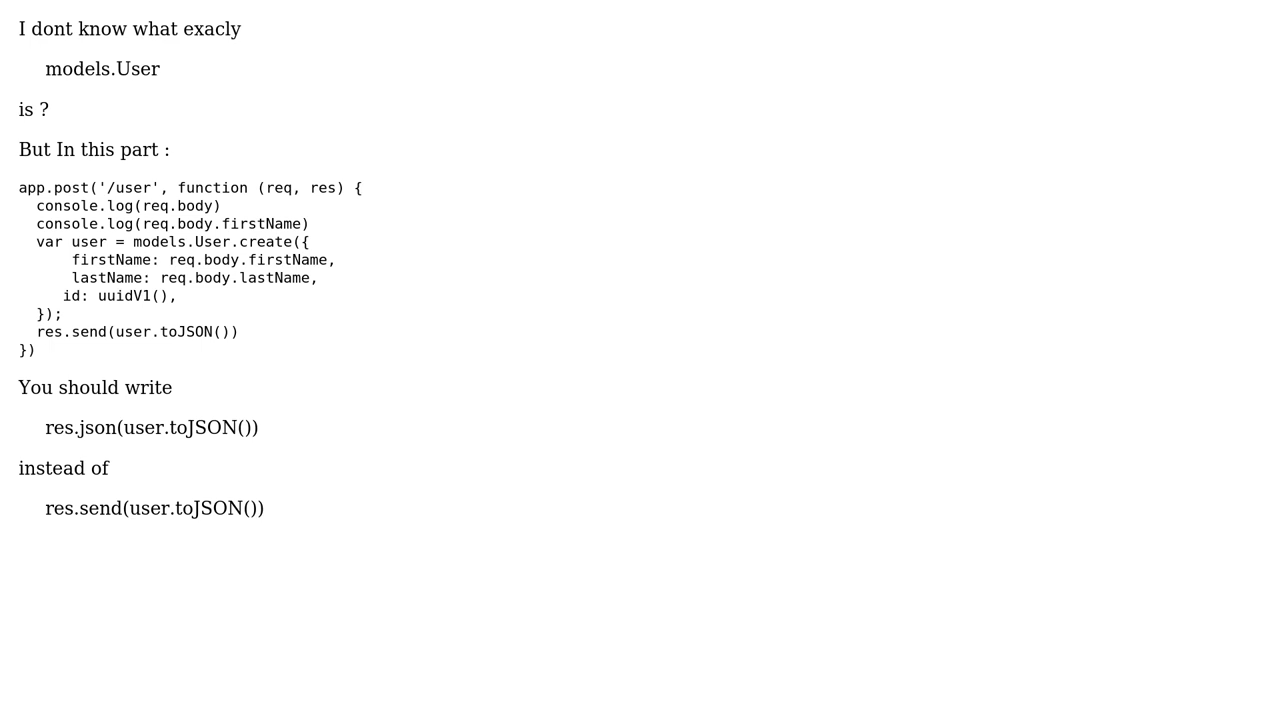 I dont know what exacly
models.User
is ?
But In this part :
app.post('/user', function (req, res) {
  console.log(req.body)
  console.log(req.body.firstName)
  var user = models.User.create({
      firstName: req.body.firstName,
      lastName: req.body.lastName,
     id: uuidV1(),
  });
  res.send(user.toJSON())
})
You should write
res.json(user.toJSON())
instead of
res.send(user.toJSON())